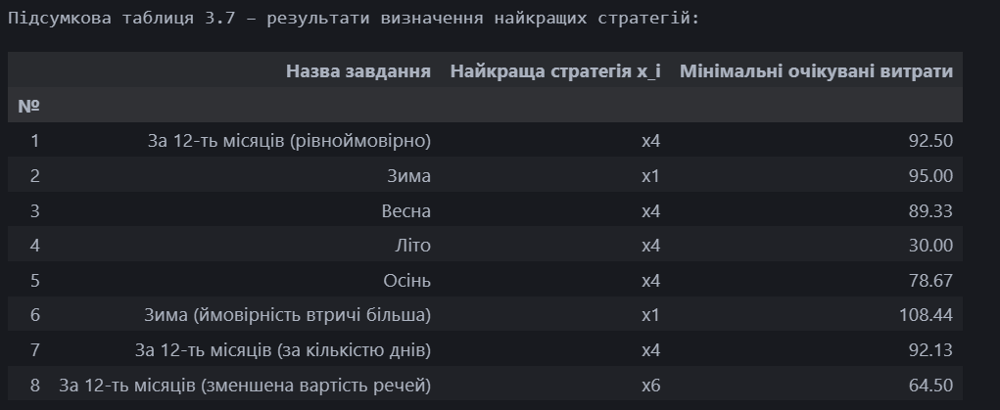 Підсумкова таблиця 3.7 – результати визначення найкращих стратегій:
Назва завдання Найкраща стратегія x_i Мінімальні очікувані витрати
№
1 За 12-ть місяців (рівноймовірно) x4 92.50
2 Зима x1 95.00
3 Весна x4 89.33
4 Літо x4 30.00
5 Осінь x4 78.67
6 Зима (ймовірність втричі більша) x1 108.44
7 За 12-ть місяців (за кількістю днів) x4 92.13
8 За 12-ть місяців (зменшена вартість речей) x6 64.50